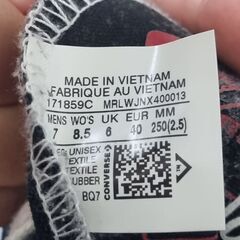 MADE IN VIETNAM
FABRIQUE AU VIETNAM
171859C MRLWJNX400013
MENS WO'S UK EUR MM
7 8.5 6 40 250(2.5)
UNISEX
TEXTILE
RUBBER
CONVERSE
BQ7